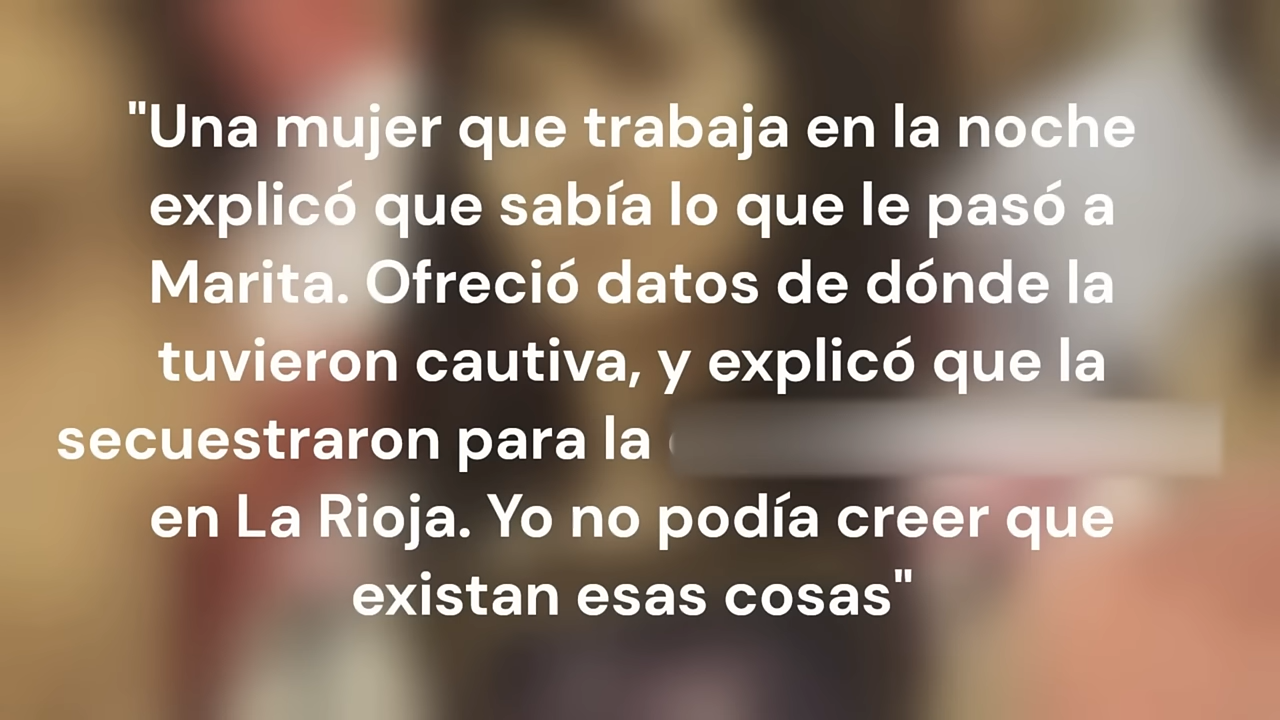 "Una mujer que trabaja en la noche
explicó que sabía lo que le pasó a
Marita. Ofreció datos de dónde la
tuvieron cautiva, y explicó que la
secuestraron para la
en La Rioja. Yo no podía creer que
existan esas cosas"